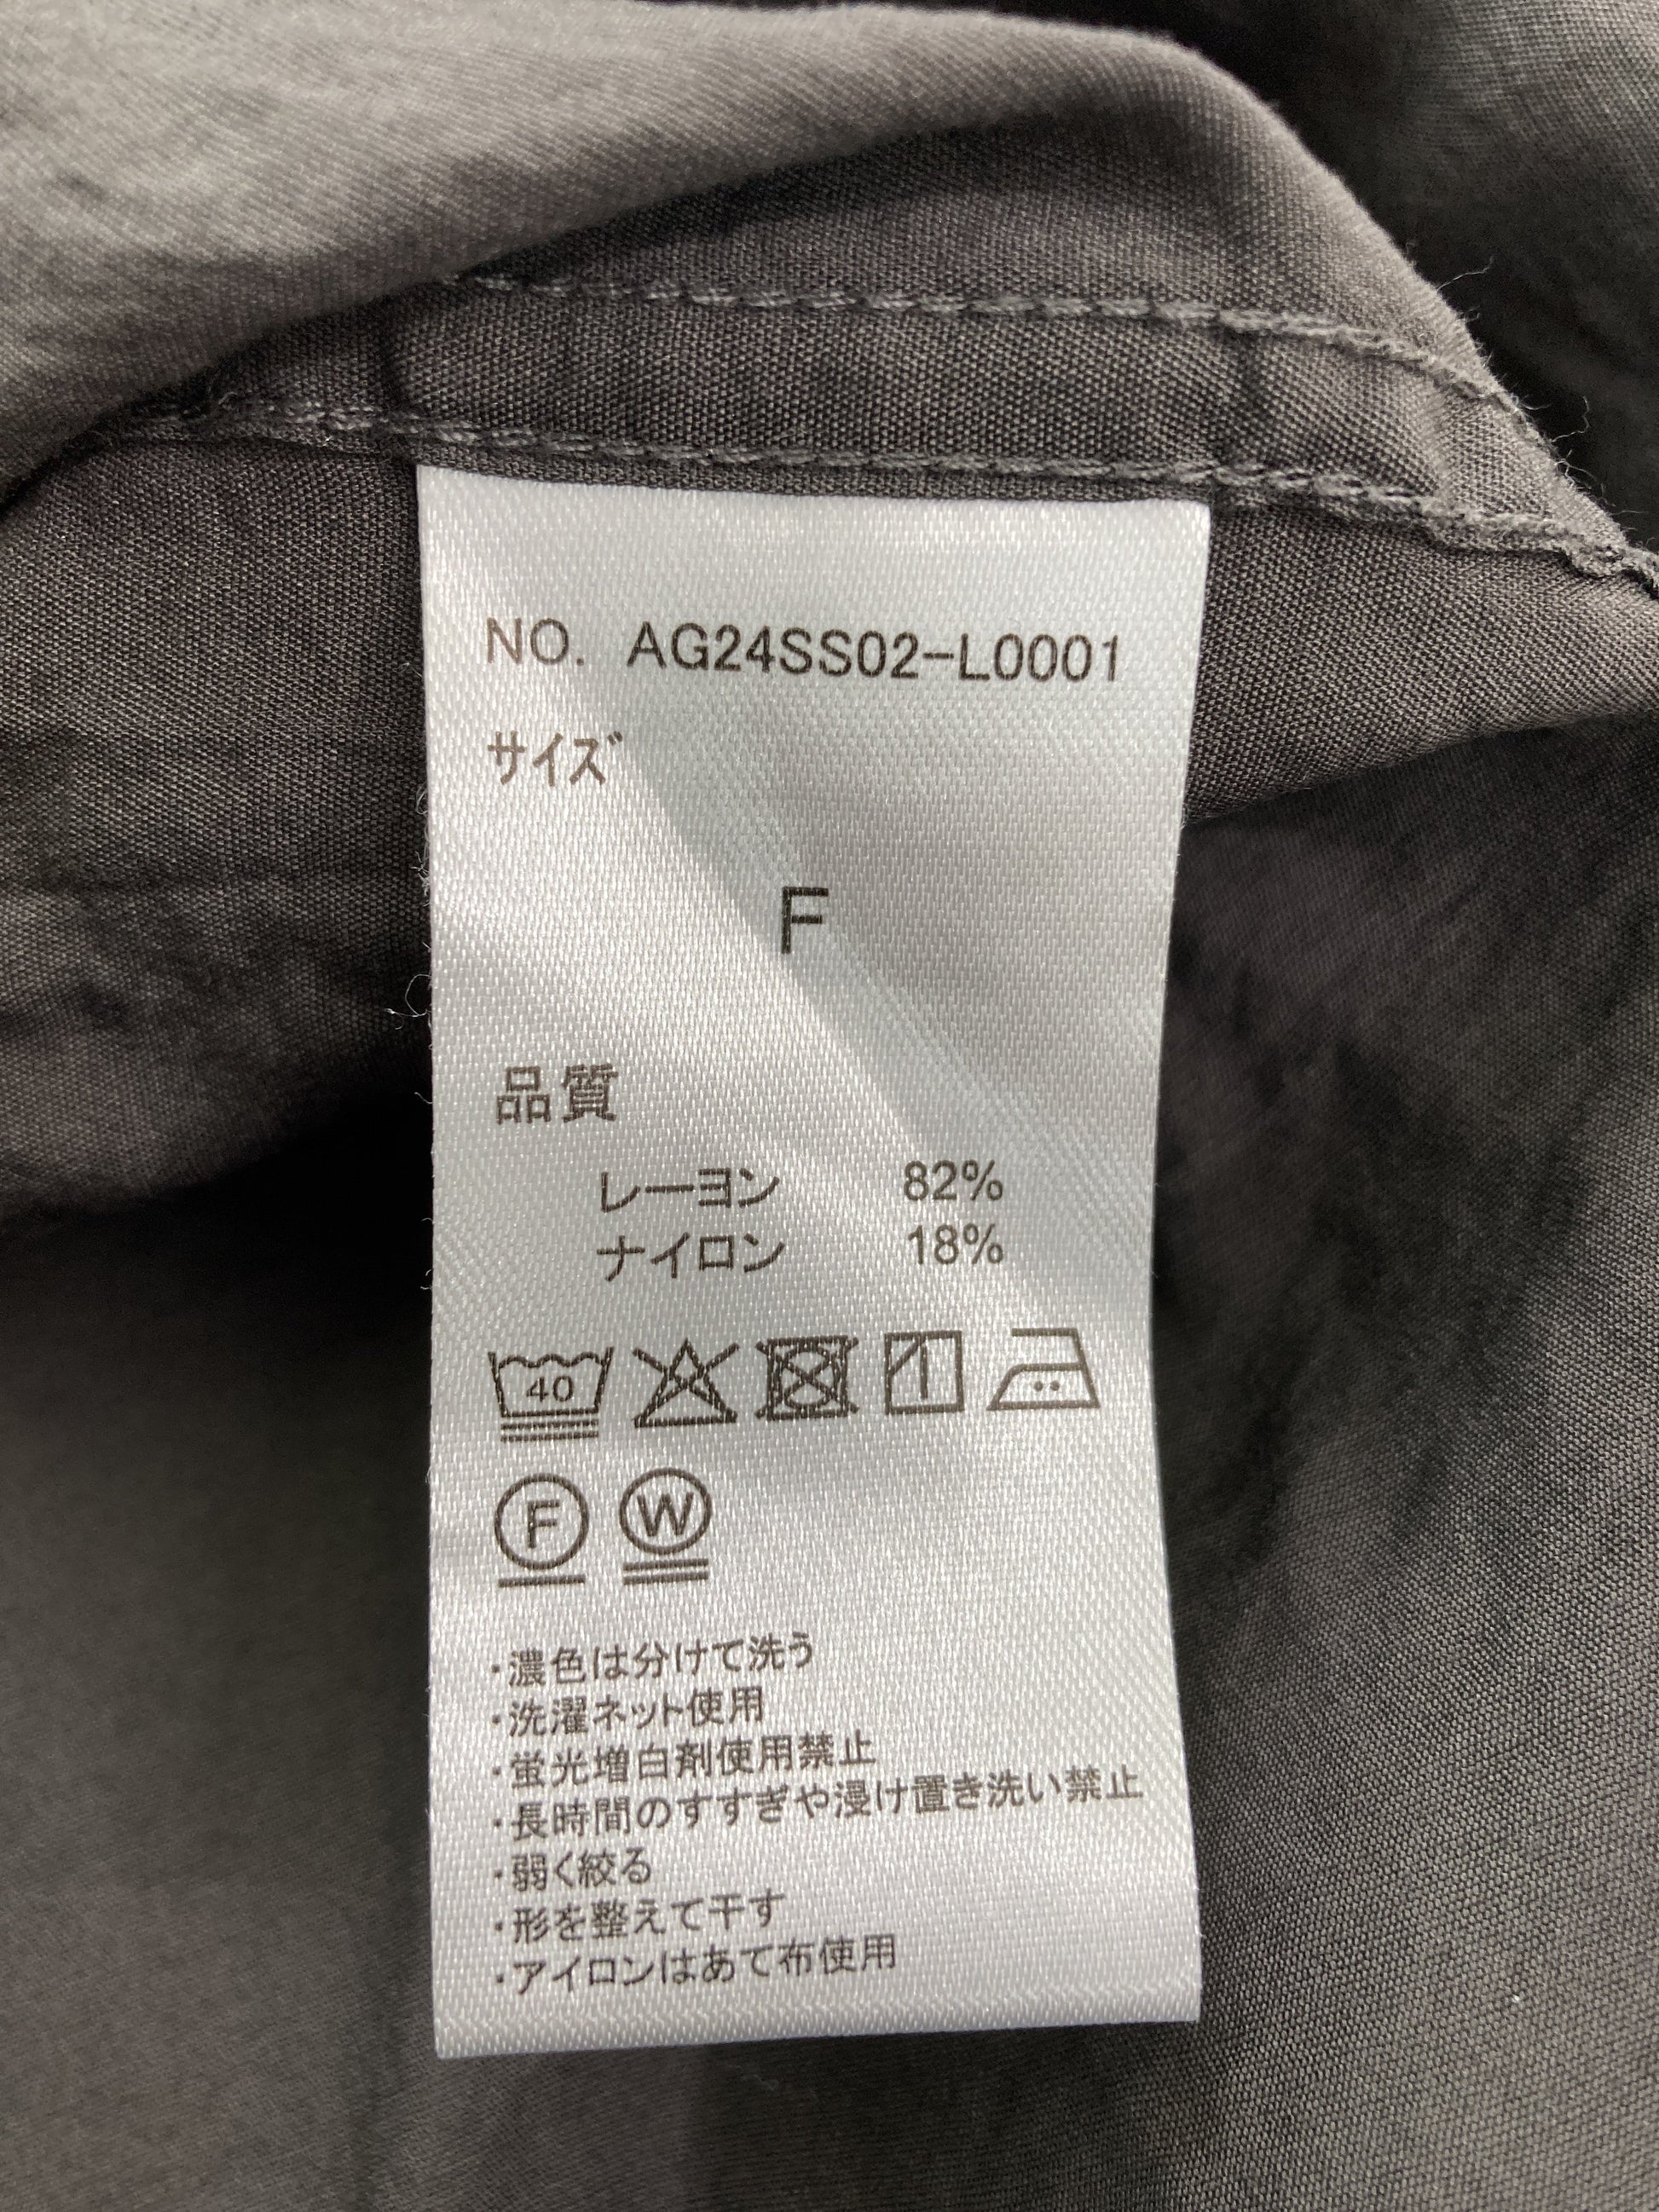 NO. AG24SS02-L0001
サイズ
F
品質
レーヨン 82%
ナイロン 18%
40
F W
・濃色は分けて洗う
・洗濯ネット使用
・蛍光増白剤使用禁止
・長時間のすすぎや浸け置き洗い禁止
・弱く絞る
・形を整えて干す
・アイロンはあて布使用